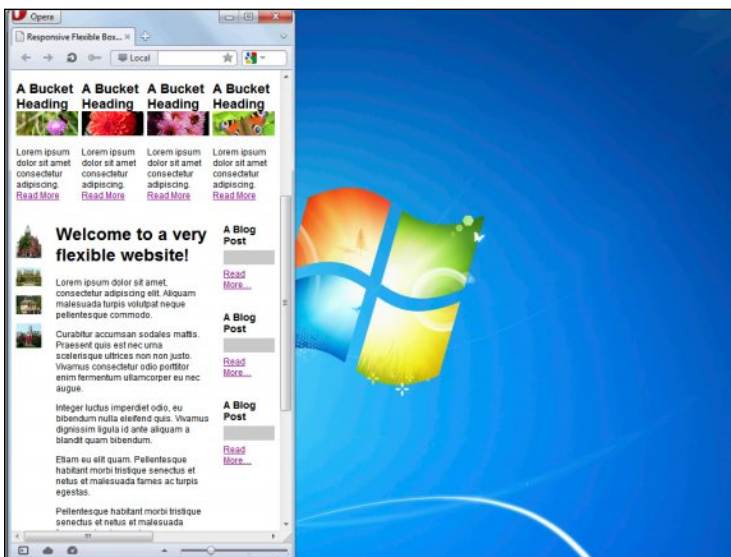 Opera
Responsive Flexible Box...
Local
A Bucket Heading
A Bucket Heading
A Bucket Heading
A Bucket Heading
Lorem ipsum dolor sit amet consectetur adipiscing.
Read More
Lorem ipsum dolor sit amet consectetur adipiscing.
Read More
Lorem ipsum dolor sit amet consectetur adipiscing.
Read More
Lorem ipsum dolor sit amet consectetur adipiscing.
Read More
Welcome to a very
flexible website!
Lorem ipsum dolor sit amet,
consectetur adipiscing elit. Aliquam
malesuada turpis volutpat neque
pellentesque commodo.
Curabitur accumsan sodales mattis.
Praesent quis est nec urna
scelerisque ultrices non non justo.
Vivamus consectetur odio porttitor
enim fermentum ullamcorper eu nec
augue.
Integer luctus imperdiet odio, eu
bibendum nulla eleifend quis. Vivamus
dignissim ligula id ante aliquam a
blandit quam bibendum.
Etiam eu elit quam. Pellentesque
habitant morbi tristique senectus et
netus et malesuada fames ac turpis
egestas.
Pellentesque habitant morbi tristique
senectus et netus et malesuada
A Blog
Post
Read
More...
A Blog
Post
Read
More...
A Blog
Post
Read
More...